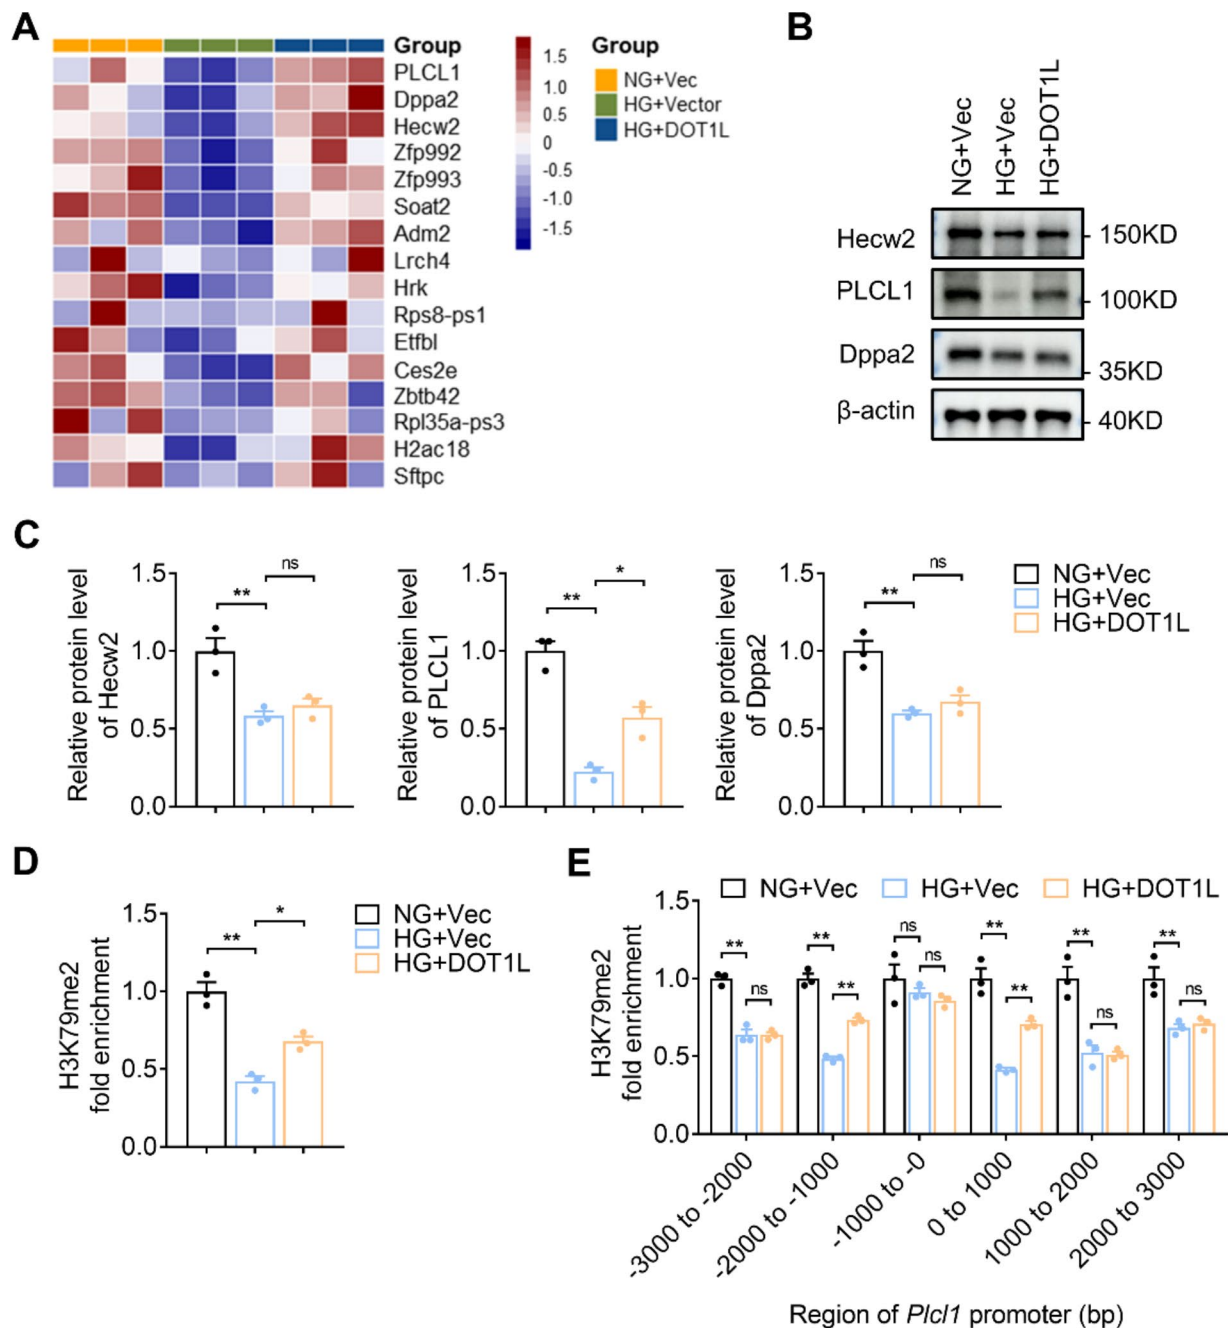 A
Group
PLCL1
Dppa2
Hecw2
Zfp992
Zfp993
Soat2
Adm2
Lrch4
Hrk
Rps8-ps1
Etfbl
Ces2e
Zbtb42
Rpl35a-ps3
H2ac18
Sftpc
1.5
1.0
0.5
0
-0.5
-1.0
-1.5
Group
NG+Vec
HG+Vector
HG+DOT1L
B
NG+Vec
HG+Vec
HG+DOT1L
Hecw2
150KD
PLCL1
100KD
Dppa2
35KD
β-actin
40KD
C
Relative protein level
of Hecw2
1.5
1.0
0.5
0.0
**
ns
Relative protein level
of PLCL1
1.5
1.0
0.5
0.0
**
*
Relative protein level
of Dppa2
1.5
1.0
0.5
0.0
**
ns
NG+Vec
HG+Vec
HG+DOT1L
D
H3K79me2
fold enrichment
1.5
1.0
0.5
0.0
**
*
NG+Vec
HG+Vec
HG+DOT1L
E
NG+Vec HG+Vec HG+DOT1L
H3K79me2
fold enrichment
1.5
1.0
0.5
0.0
** ns
** **
ns ns
** **
** ns
** ns
-3000 to -2000
-2000 to -1000
-1000 to -0
0 to 1000
1000 to 2000
2000 to 3000
Region of Plcl1 promoter (bp)